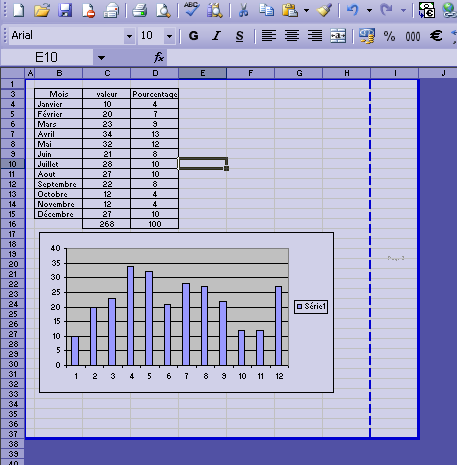 Arial 10 G I S % 000 €
E10 fx
A B C D E F G H I J
1
3 Mois valeur Pourcentage
4 Janvier 10 4
5 Février 20 7
6 Mars 23 9
7 Avril 34 13
8 Mai 32 12
9 Juin 21 8
10 Juillet 28 10
11 Aout 27 10
12 Septembre 22 8
13 Octobre 12 4
14 Novembre 12 4
15 Décembre 27 10
16 268 100
17
18
19
20
21
22
23
24
25
26
27
28
29
30
31
32
33
34
35
36
37
38
39
40
40
35
30
25
20
15
10
5
0
1 2 3 4 5 6 7 8 9 10 11 12
Série1